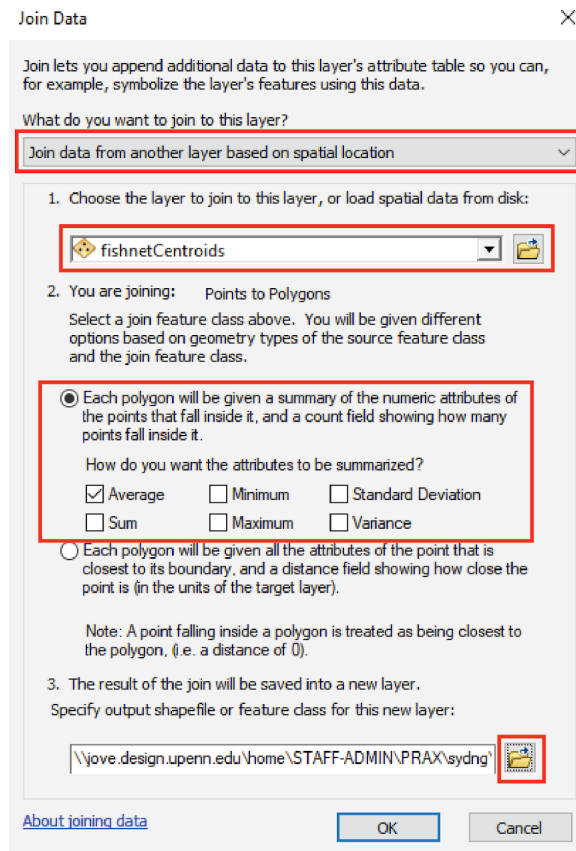 Join Data
Join lets you append additional data to this layer's attribute table so you can,
for example, symbolize the layer's features using this data.
What do you want to join to this layer?
Join data from another layer based on spatial location
1. Choose the layer to join to this layer, or load spatial data from disk:
fishnetCentroids
2. You are joining: Points to Polygons
Select a join feature class above. You will be given different
options based on geometry types of the source feature class
and the join feature class.
Each polygon will be given a summary of the numeric attributes of
the points that fall inside it, and a count field showing how many
points fall inside it.
How do you want the attributes to be summarized?
Average Minimum Standard Deviation
Sum Maximum Variance
Each polygon will be given all the attributes of the point that is
closest to its boundary, and a distance field showing how close the
point is (in the units of the target layer).
Note: A point falling inside a polygon is treated as being closest to
the polygon, (i.e. a distance of 0).
3. The result of the join will be saved into a new layer.
Specify output shapefile or feature class for this new layer:
\\jove.design.upenn.edu\home\STAFF-ADMIN\PRAX\sydng\
About joining data
OK Cancel